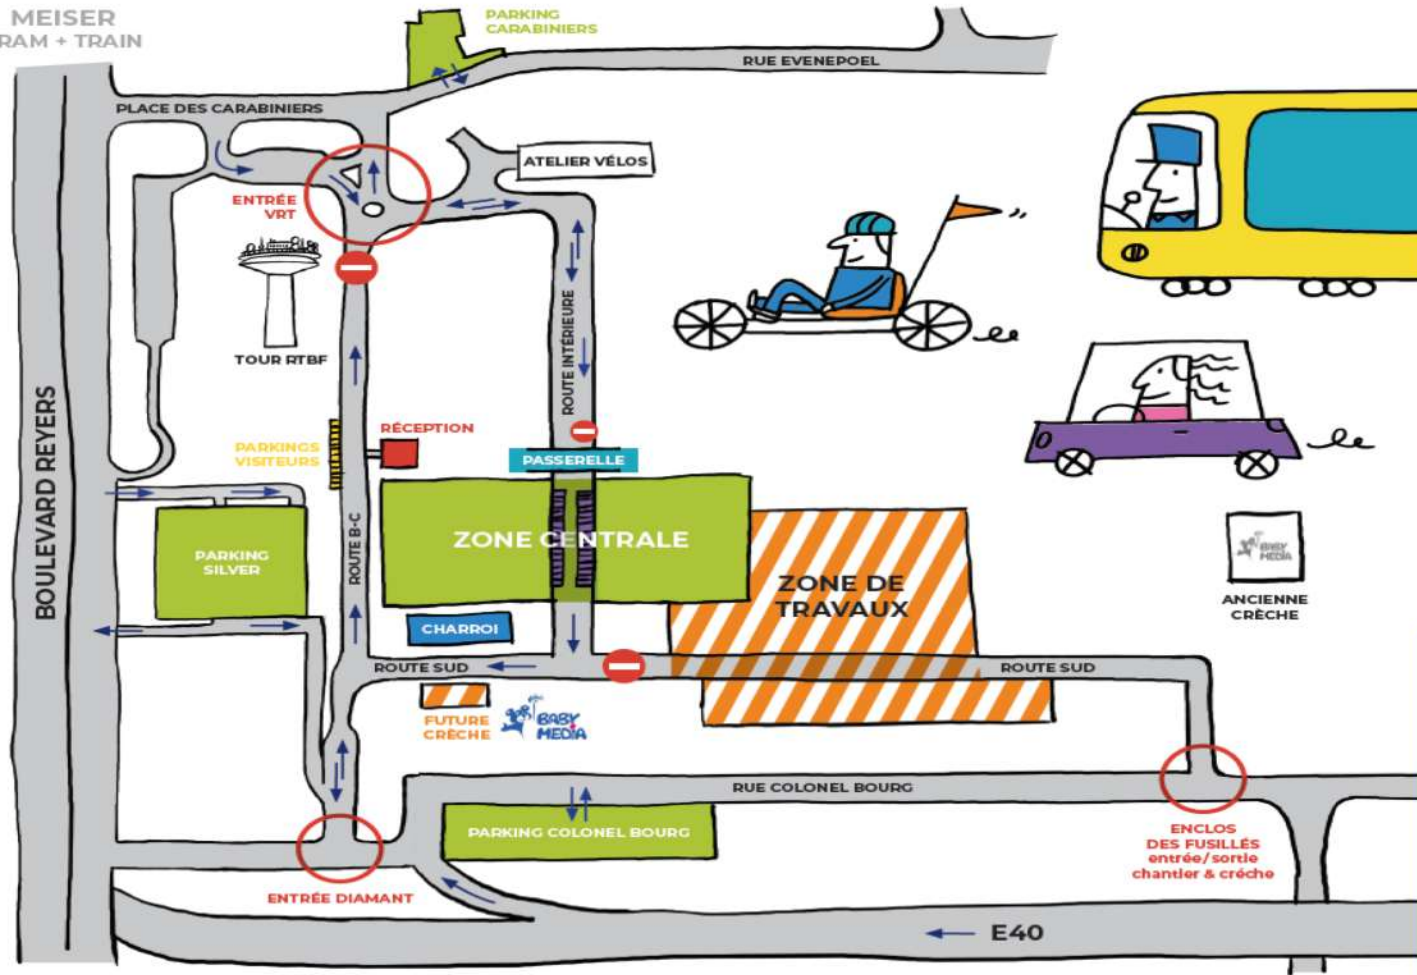 MEISER
RAM + TRAIN
PARKING
CARABINIERS
RUE EVENEPOEL
PLACE DES CARABINIERS
ATELIER VÉLOS
ENTRÉE
VRT
TOUR RTBF
ROUTE INTÉRIEURE
BOULEVARD REYERS
PARKINGS
VISITEURS
RÉCEPTION
PASSERELLE
ROUTE B-C
ZONE CENTRALE
PARKING
SILVER
ZONE DE
TRAVAUX
BABY
MEDIA
ANCIENNE
CRÈCHE
CHARROI
ROUTE SUD
ROUTE SUD
FUTURE
CRÈCHE
BABY
MEDIA
RUE COLONEL BOURG
PARKING COLONEL BOURG
ENCLOS
DES FUSILLÉS
entrée/sortie
chantier & crèche
ENTRÉE DIAMANT
E40